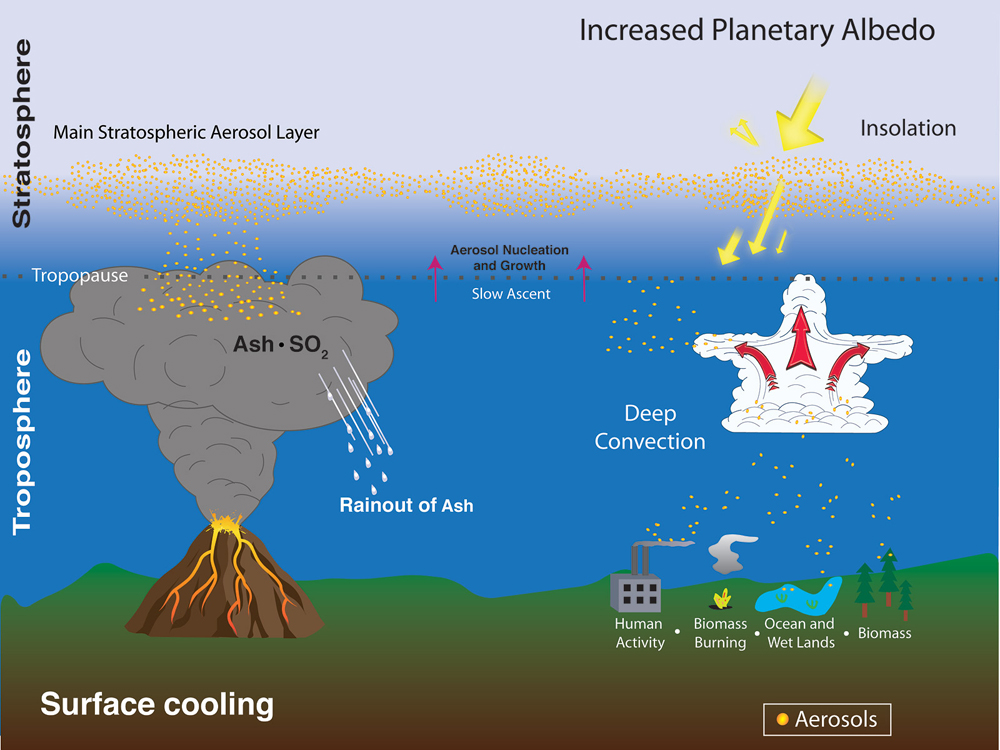 Increased Planetary Albedo
Stratosphere
Main Stratospheric Aerosol Layer
Insolation
Aerosol Nucleation
and Growth
Tropopause
Slow Ascent
Ash • SO₂
Troposphere
Deep
Convection
Rainout of Ash
Human
Activity
•
Biomass
Burning
•
Ocean and
Wet Lands
•
Biomass
Surface cooling
Aerosols